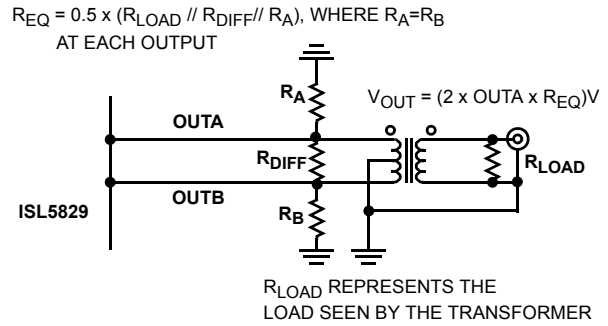 REQ = 0.5 x (RLOAD // RDIFF// RA), WHERE RA=RB
AT EACH OUTPUT
RA
VOUT = (2 x OUTA x REQ)V
OUTA
RDIFF
RLOAD
OUTB
ISL5829
RB
RLOAD REPRESENTS THE
LOAD SEEN BY THE TRANSFORMER